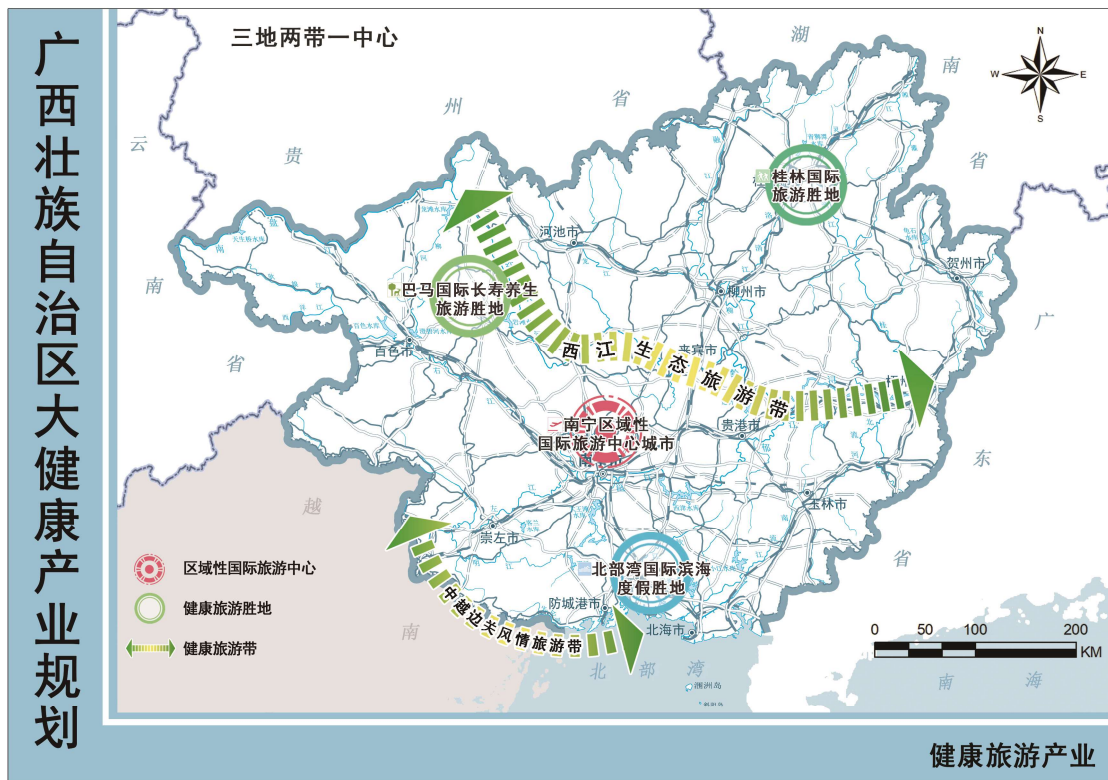 广西壮族自治区大健康产业规划
三地两带一中心
N
W
E
S
湖
南
省
贵
州
省
云
南
省
广
东
省
越
南
桂林国际
旅游胜地
河池市
贺州市
巴马国际长寿养生
旅游胜地
柳州市
百色市
来宾市
西江生态旅游带
南宁区域性
国际旅游中心城市
贵港市
玉林市
崇左市
北部湾国际滨海
度假胜地
防城港市
北海市
中越边关风情旅游带
北部湾
涠洲岛
南海
区域性国际旅游中心
健康旅游胜地
健康旅游带
0 50 100 200
KM
健康旅游产业